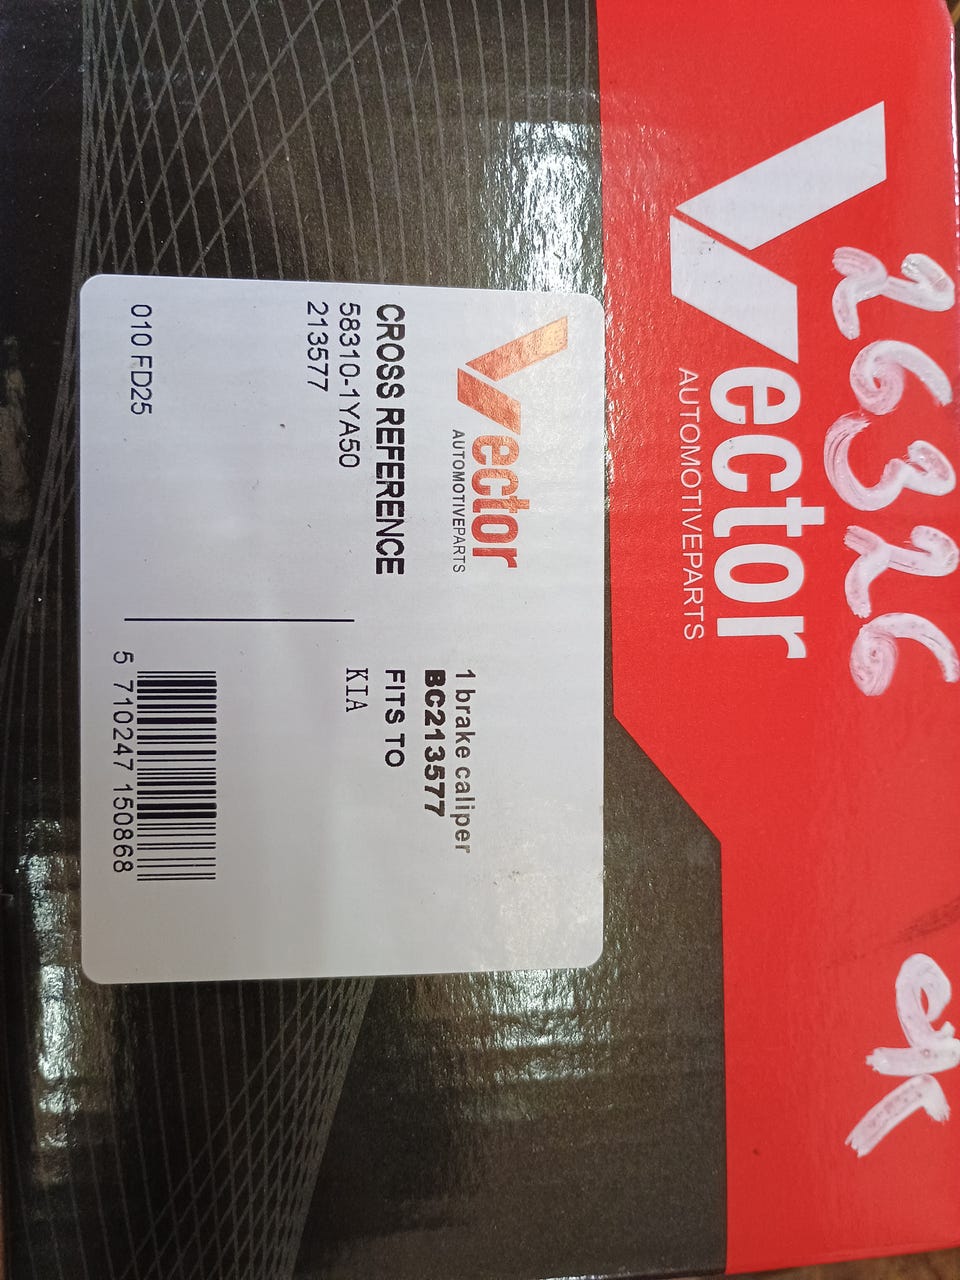 26326 ok
Vector
AUTOMOTIVEPARTS
Vector
AUTOMOTIVEPARTS
CROSS REFERENCE
58310-1YA50
213577
010 FD25
1 brake caliper
BC213577
FITS TO
KIA
5 710247 150868